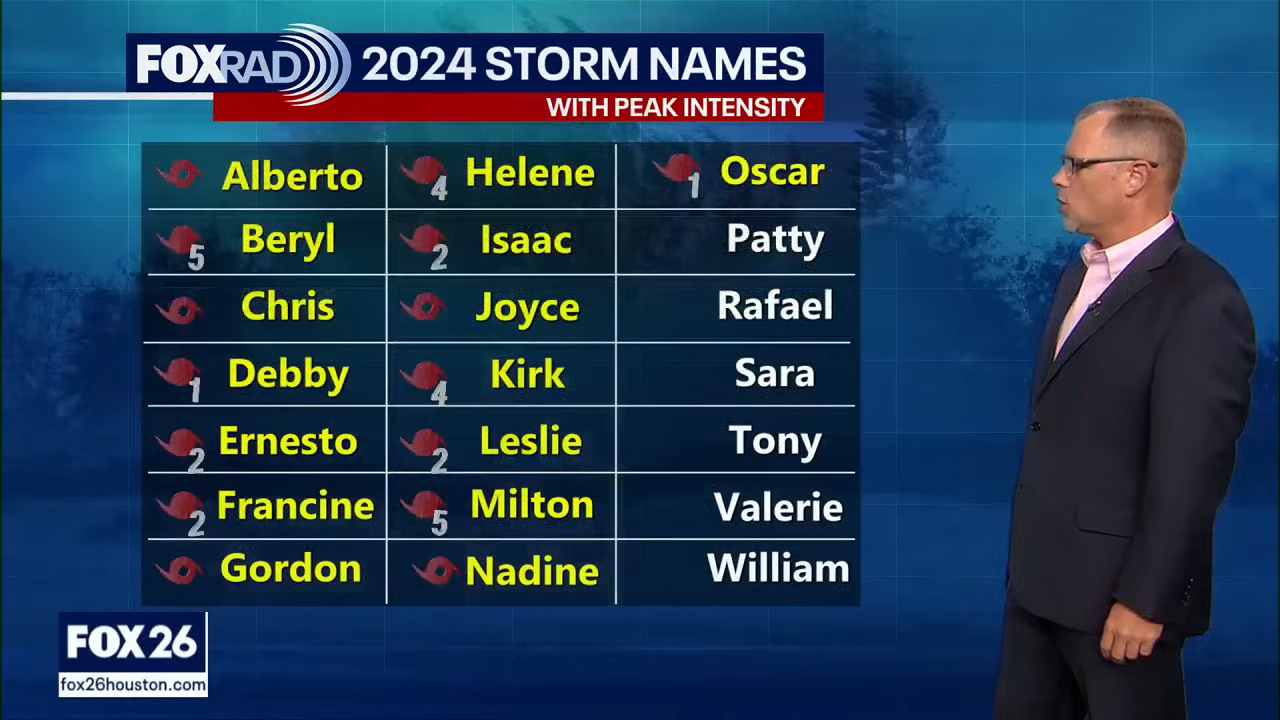 FOXRAD 2024 STORM NAMES
WITH PEAK INTENSITY
Alberto
5 Beryl
Chris
1 Debby
2 Ernesto
2 Francine
Gordon
4 Helene
2 Isaac
Joyce
4 Kirk
2 Leslie
5 Milton
Nadine
1 Oscar
Patty
Rafael
Sara
Tony
Valerie
William
FOX 26
fox26houston.com